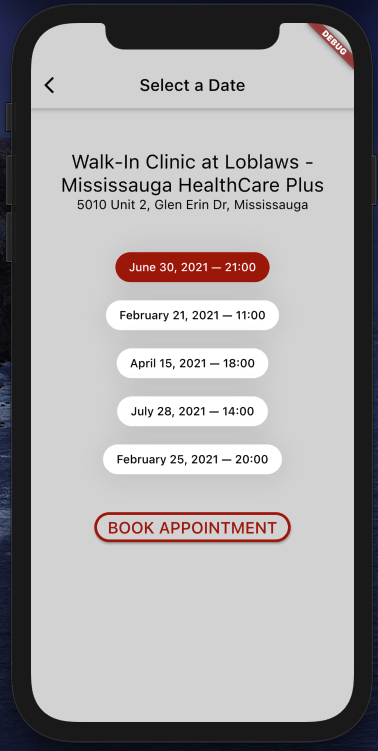 DEBUG
Select a Date
Walk-In Clinic at Loblaws -
Mississauga HealthCare Plus
5010 Unit 2, Glen Erin Dr, Mississauga
June 30, 2021 — 21:00
February 21, 2021 — 11:00
April 15, 2021 — 18:00
July 28, 2021 — 14:00
February 25, 2021 — 20:00
BOOK APPOINTMENT